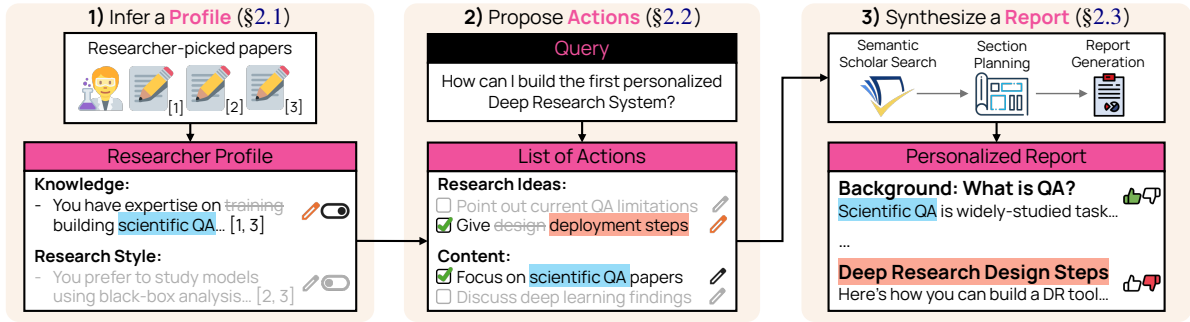 1) Infer a Profile (§2.1)
Researcher-picked papers
[1] [2] [3]
Researcher Profile
Knowledge:
- You have expertise on training
building scientific QA... [1, 3]
Research Style:
- You prefer to study models
using black-box analysis... [2, 3]
2) Propose Actions (§2.2)
Query
How can I build the first personalized
Deep Research System?
List of Actions
Research Ideas:
Point out current QA limitations
Give design deployment steps
Content:
Focus on scientific QA papers
Discuss deep learning findings
3) Synthesize a Report (§2.3)
Semantic
Scholar Search
Section
Planning
Report
Generation
Personalized Report
Background: What is QA?
Scientific QA is widely-studied task...
...
Deep Research Design Steps
Here's how you can build a DR tool...